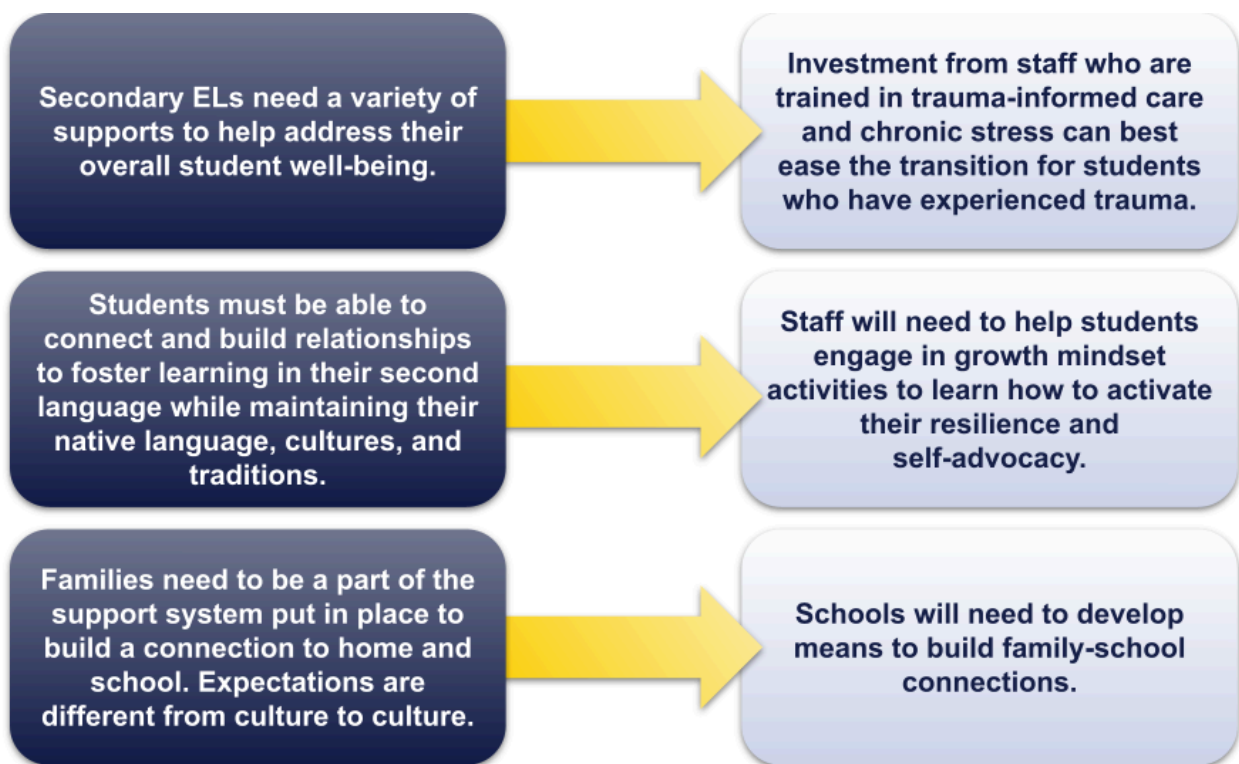 Secondary ELs need a variety of
supports to help address their
overall student well-being.
Investment from staff who are
trained in trauma-informed care
and chronic stress can best
ease the transition for students
who have experienced trauma.
Students must be able to
connect and build relationships
to foster learning in their second
language while maintaining their
native language, cultures, and
traditions.
Staff will need to help students
engage in growth mindset
activities to learn how to activate
their resilience and
self-advocacy.
Families need to be a part of the
support system put in place to
build a connection to home and
school. Expectations are
different from culture to culture.
Schools will need to develop
means to build family-school
connections.